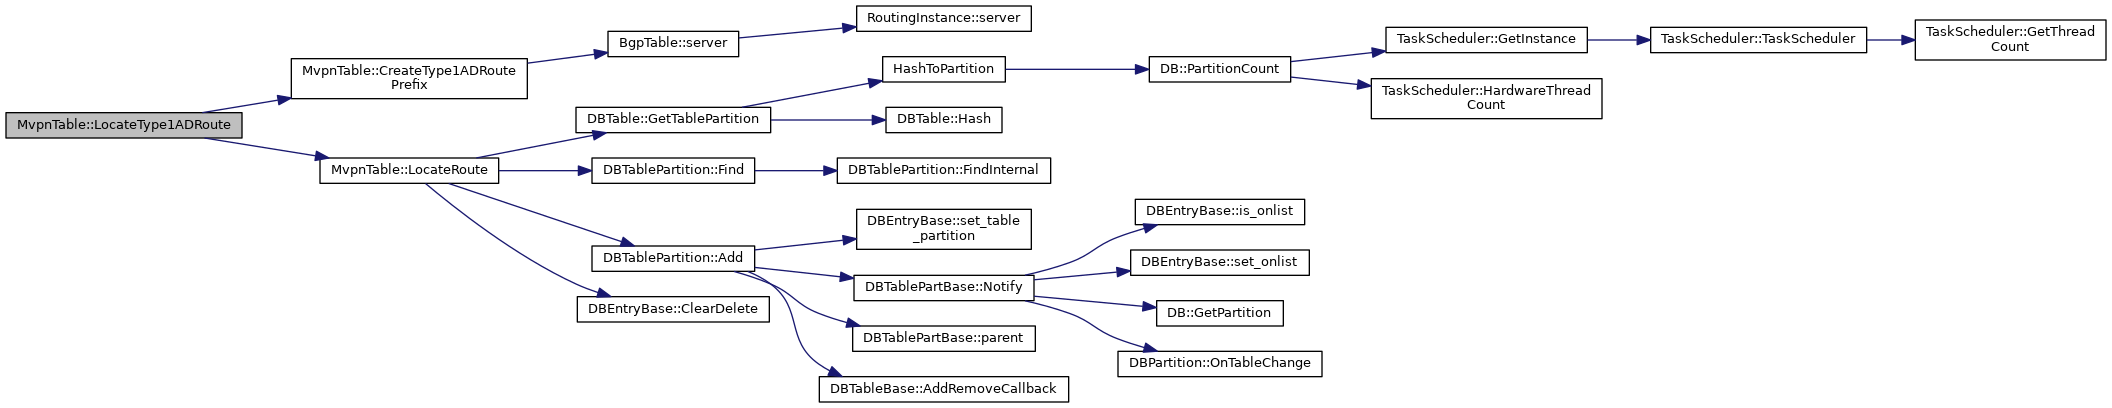 MvpnTable::LocateType1ADRoute
MvpnTable::CreateType1ADRoute
Prefix
BgpTable::server
RoutingInstance::server
MvpnTable::LocateRoute
DBTable::GetTablePartition
HashToPartition
DB::PartitionCount
TaskScheduler::GetInstance
TaskScheduler::TaskScheduler
TaskScheduler::GetThread
Count
TaskScheduler::HardwareThread
Count
DBTable::Hash
DBTablePartition::Find
DBTablePartition::FindInternal
DBTablePartition::Add
DBEntryBase::set_table
_partition
DBTablePartBase::Notify
DBEntryBase::is_onlist
DBEntryBase::set_onlist
DB::GetPartition
DBPartition::OnTableChange
DBTablePartBase::parent
DBTableBase::AddRemoveCallback
DBEntryBase::ClearDelete